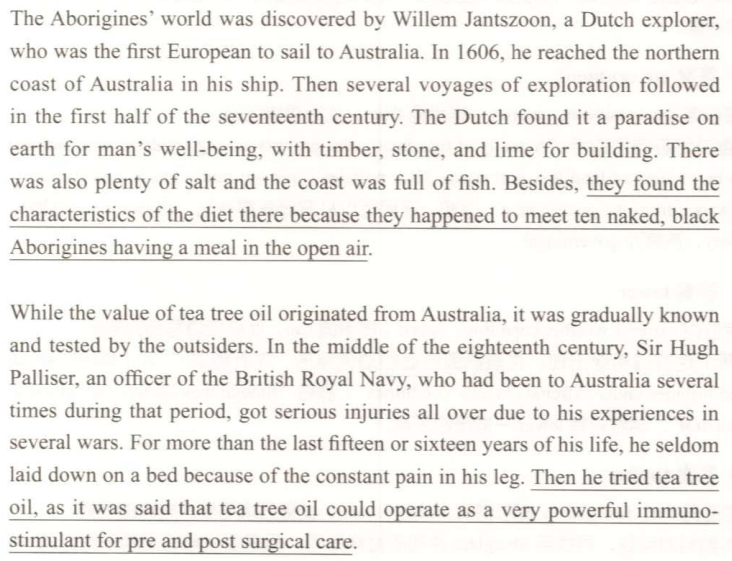 The Aborigines' world was discovered by Willem Jantszoon, a Dutch explorer,
who was the first European to sail to Australia. In 1606, he reached the northern
coast of Australia in his ship. Then several voyages of exploration followed
in the first half of the seventeenth century. The Dutch found it a paradise on
earth for man's well-being, with timber, stone, and lime for building. There
was also plenty of salt and the coast was full of fish. Besides, they found the
characteristics of the diet there because they happened to meet ten naked, black
Aborigines having a meal in the open air.
While the value of tea tree oil originated from Australia, it was gradually known
and tested by the outsiders. In the middle of the eighteenth century, Sir Hugh
Palliser, an officer of the British Royal Navy, who had been to Australia several
times during that period, got serious injuries all over due to his experiences in
several wars. For more than the last fifteen or sixteen years of his life, he seldom
laid down on a bed because of the constant pain in his leg. Then he tried tea tree
oil, as it was said that tea tree oil could operate as a very powerful immuno-
stimulant for pre and post surgical care.